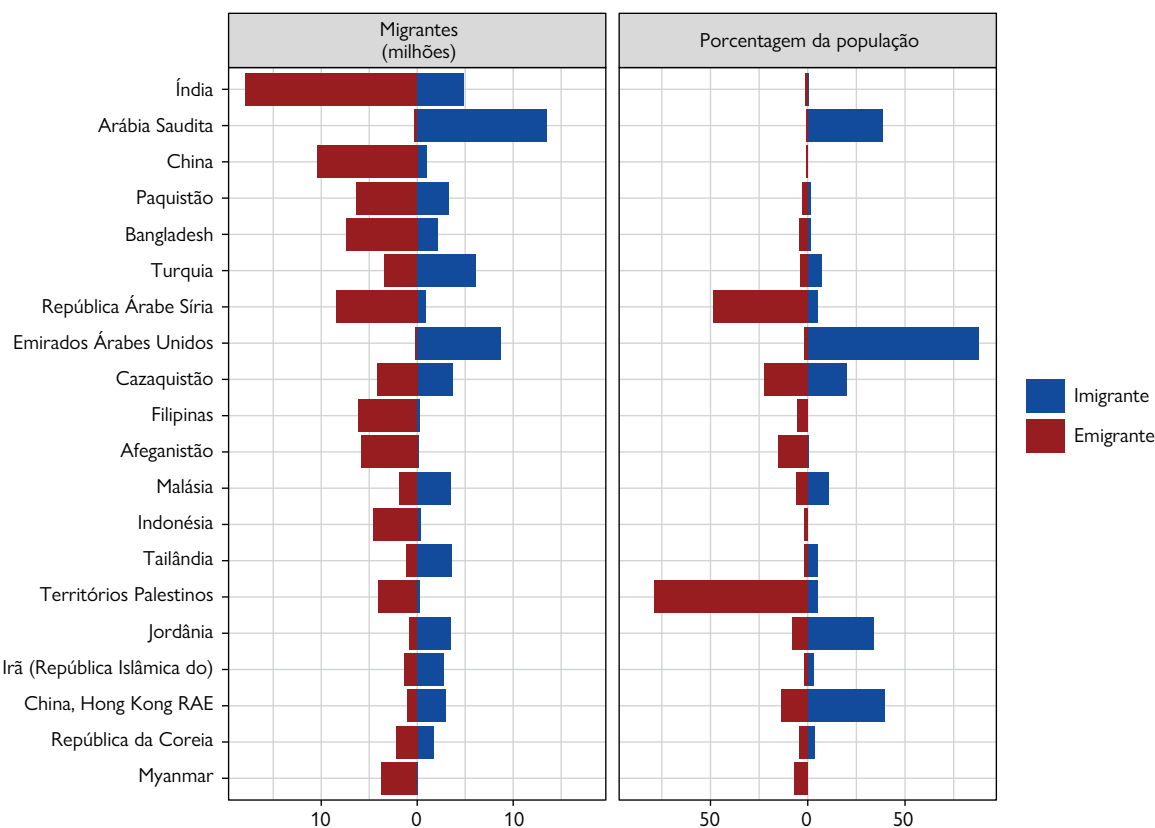 Migrantes
(milhões)
Porcentagem da população
Índia
Arábia Saudita
China
Paquistão
Bangladesh
Turquia
República Árabe Síria
Emirados Árabes Unidos
Cazaquistão
Filipinas
Afeganistão
Malásia
Indonésia
Tailândia
Territórios Palestinos
Jordânia
Irã (República Islâmica do)
China, Hong Kong RAE
República da Coreia
Myanmar
10 0 10
50 0 50
Imigrante
Emigrante